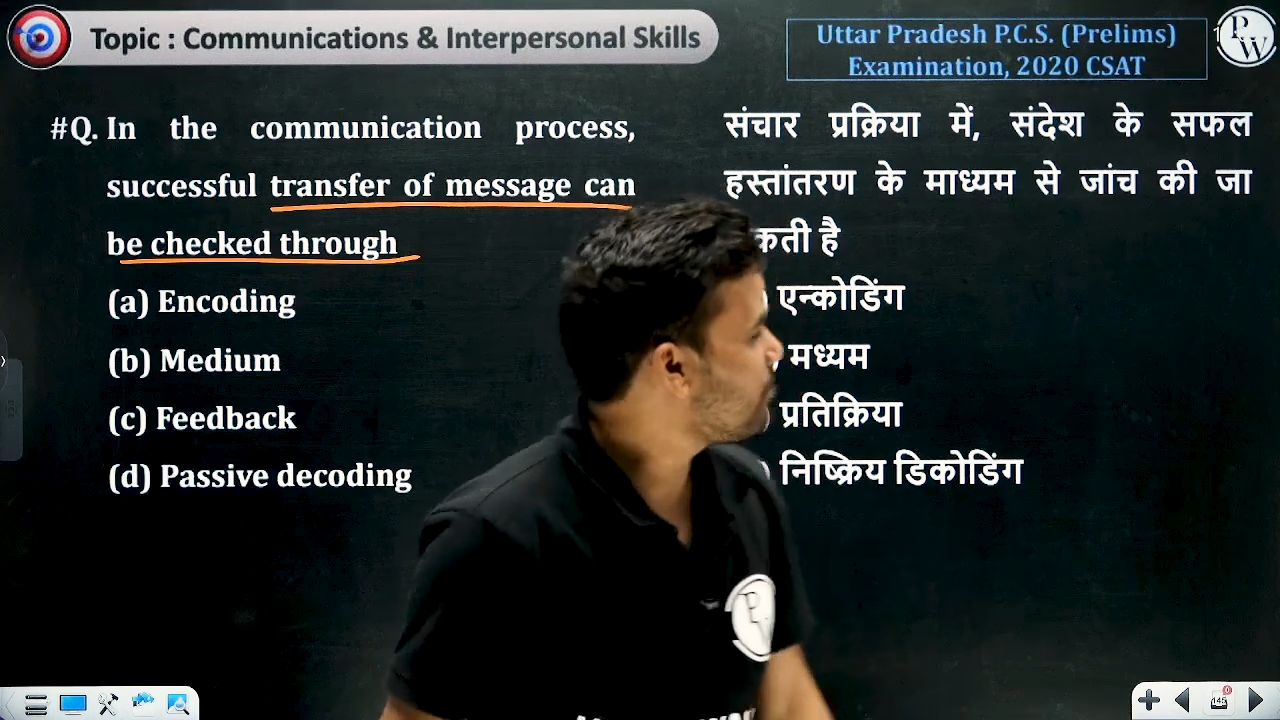 Topic : Communications & Interpersonal Skills
Uttar Pradesh P.C.S. (Prelims)
Examination, 2020 CSAT
P
W
#Q. In the communication process,
successful transfer of message can
be checked through
(a) Encoding
(b) Medium
(c) Feedback
(d) Passive decoding
संचार प्रक्रिया में, संदेश के सफल
हस्तांतरण के माध्यम से जांच की जा
कती है
एन्कोडिंग
मध्यम
प्रतिक्रिया
निष्क्रिय डिकोडिंग
145